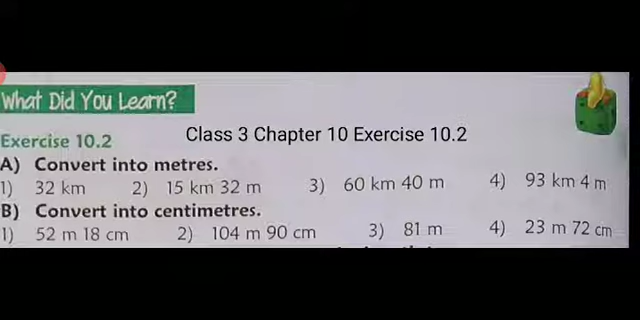 What Did You Learn?
Exercise 10.2
Class 3 Chapter 10 Exercise 10.2
A) Convert into metres.
1) 32 km 2) 15 km 32 m 3) 60 km 40 m 4) 93 km 4 m
B) Convert into centimetres.
1) 52 m 18 cm 2) 104 m 90 cm 3) 81 m 4) 23 m 72 cm